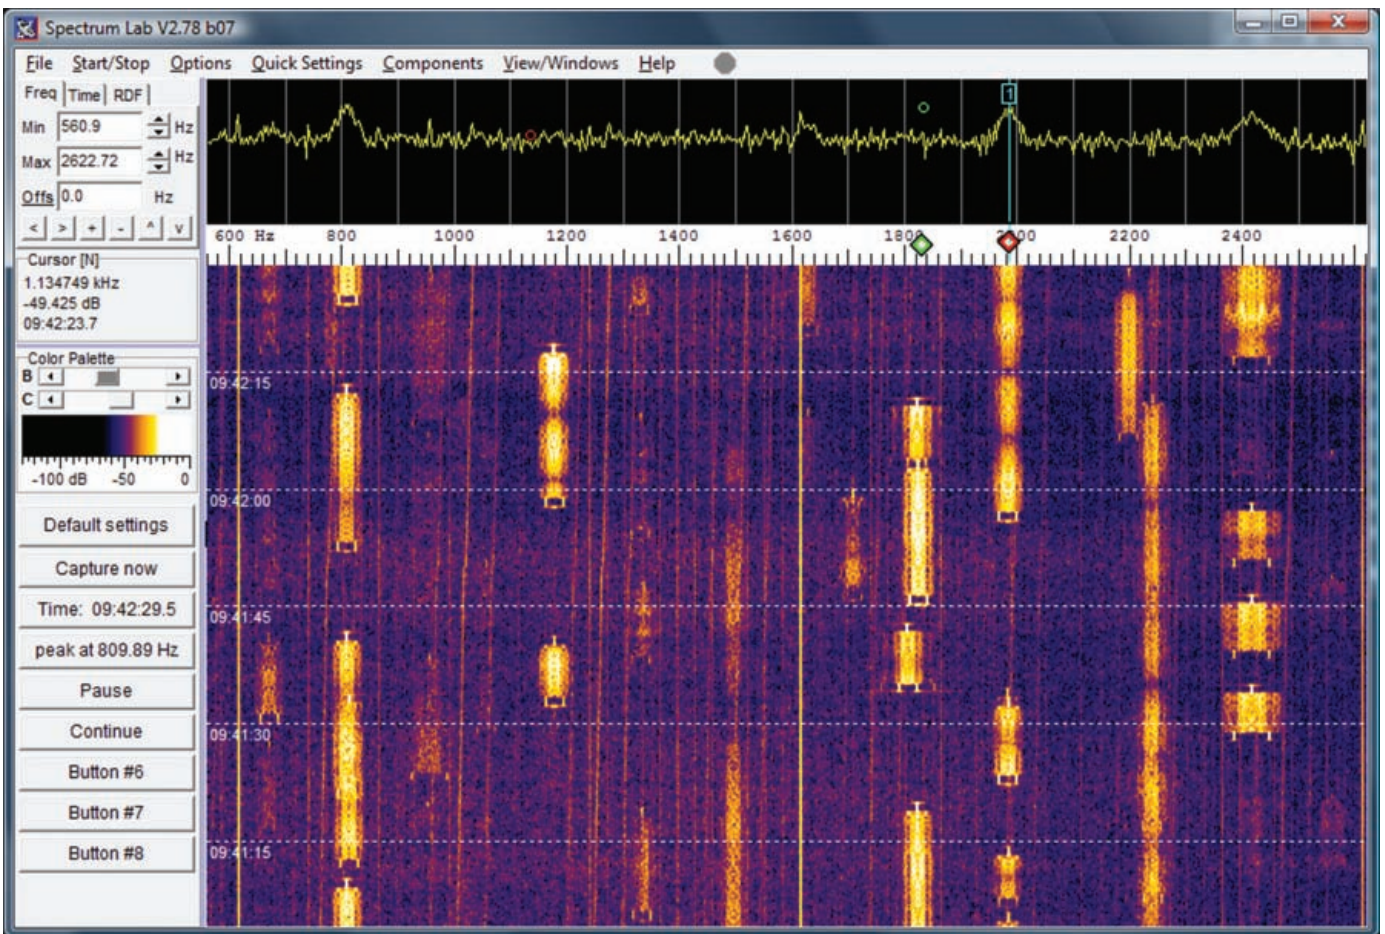 Spectrum Lab V2.78 b07
File Start/Stop Options Quick Settings Components View/Windows Help
Freq Time RDF
Min 560.9 Hz
Max 2622.72 Hz
Offs 0.0 Hz
< > + - ^ v
1
600 Hz 800 1000 1200 1400 1600 1800 2000 2200 2400
Cursor [N]
1.134749 kHz
-49.425 dB
09:42:23.7
Color Palette
B
C
-100 dB -50 0
Default settings
Capture now
Time: 09:42:29.5
peak at 809.89 Hz
Pause
Continue
Button #6
Button #7
Button #8
09:42:15
09:42:00
09:41:45
09:41:30
09:41:15